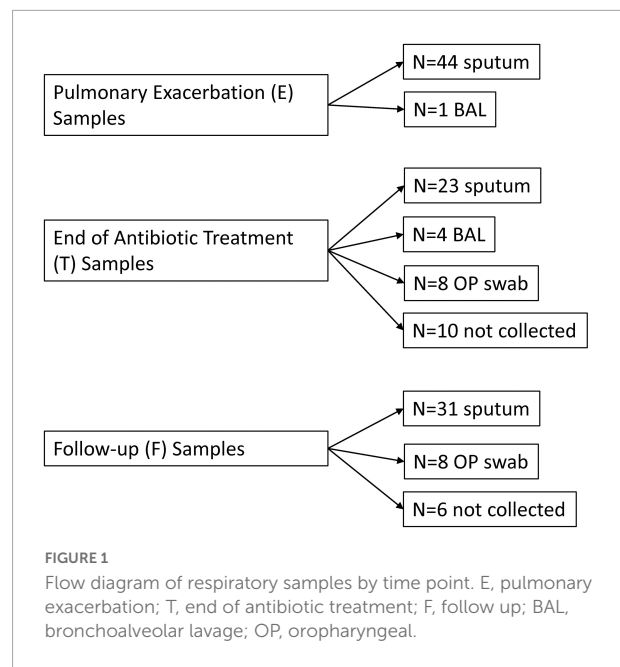 Pulmonary Exacerbation (E)
Samples
N=44 sputum
N=1 BAL
End of Antibiotic Treatment
(T) Samples
N=23 sputum
N=4 BAL
N=8 OP swab
N=10 not collected
Follow-up (F) Samples
N=31 sputum
N=8 OP swab
N=6 not collected
FIGURE 1
Flow diagram of respiratory samples by time point. E, pulmonary
exacerbation; T, end of antibiotic treatment; F, follow up; BAL,
bronchoalveolar lavage; OP, oropharyngeal.